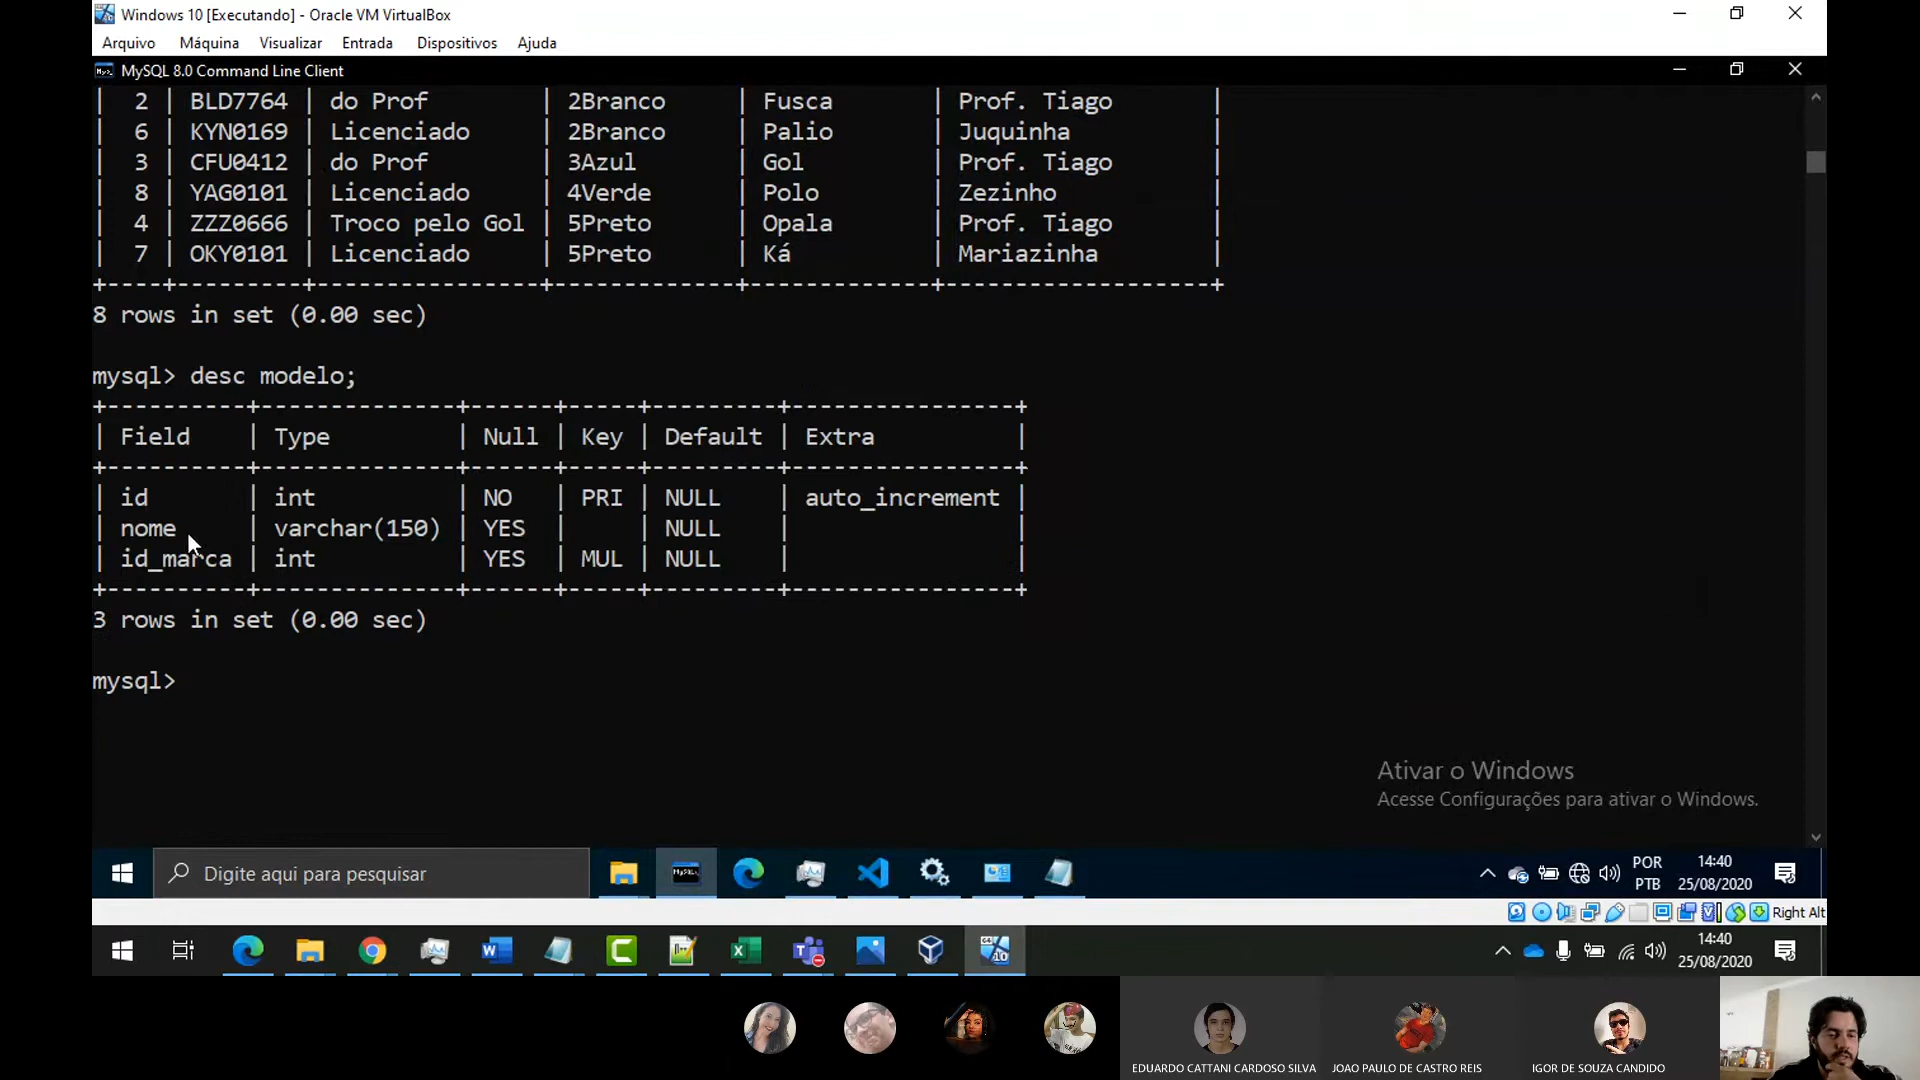 Windows 10 [Executando] - Oracle VM VirtualBox
Arquivo Máquina Visualizar Entrada Dispositivos Ajuda
MySQL 8.0 Command Line Client
| 2 | BLD7764 | do Prof | 2Branco | Fusca | Prof. Tiago |
| 6 | KYN0169 | Licenciado | 2Branco | Palio | Juquinha |
| 3 | CFU0412 | do Prof | 3Azul | Gol | Prof. Tiago |
| 8 | YAG0101 | Licenciado | 4Verde | Polo | Zezinho |
| 4 | ZZZ0666 | Troco pelo Gol | 5Preto | Opala | Prof. Tiago |
| 7 | OKY0101 | Licenciado | 5Preto | Ká | Mariazinha |
+----+---------+----------------+-------------+-------------+-------------------+
8 rows in set (0.00 sec)
mysql> desc modelo;
+----------+--------------+------+-----+---------+----------------+
| Field | Type | Null | Key | Default | Extra |
+----------+--------------+------+-----+---------+----------------+
| id | int | NO | PRI | NULL | auto_increment |
| nome | varchar(150) | YES | | NULL | |
| id_marca | int | YES | MUL | NULL | |
+----------+--------------+------+-----+---------+----------------+
3 rows in set (0.00 sec)
mysql>
Ativar o Windows
Acesse Configurações para ativar o Windows.
Digite aqui para pesquisar
POR
PTB
14:40
25/08/2020
Right Alt
14:40
25/08/2020
EDUARDO CATTANI CARDOSO SILVA
JOAO PAULO DE CASTRO REIS
IGOR DE SOUZA CANDIDO